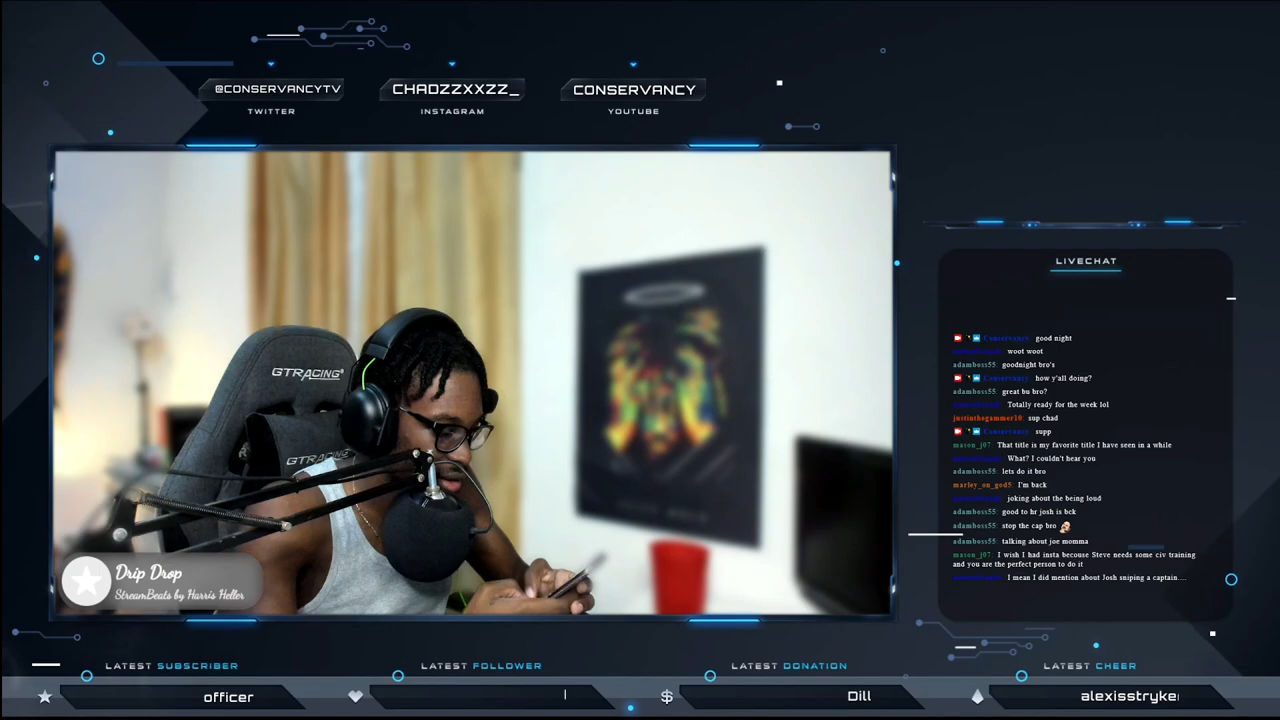 @CONSERVANCYTV
TWITTER
CHADZZXXZZ_
INSTAGRAM
CONSERVANCY
YOUTUBE
LIVECHAT
Conservancy: good night
woot woot
adamboss55: goodnight bro's
Conservancy: how y'all doing?
adamboss55: great bu bro?
Totally ready for the week lol
justinthegammer10: sup chad
Conservancy: supp
mason_j07: That title is my favorite title I have seen in a while
What? I couldn't hear you
adamboss55: lets do it bro
marley_on_god5: I'm back
joking about the being loud
adamboss55: good to hr josh is bck
adamboss55: stop the cap bro
adamboss55: talking about joe momma
mason_j07: I wish I had insta becouse Steve needs some civ training
and you are the perfect person to do it
I mean I did mention about Josh sniping a captain....
GTRACING
GTRACING
Drip Drop
StreamBeats by Harris Heller
LATEST SUBSCRIBER
officer
LATEST FOLLOWER
LATEST DONATION
Dill
LATEST CHEER
alexisstryke